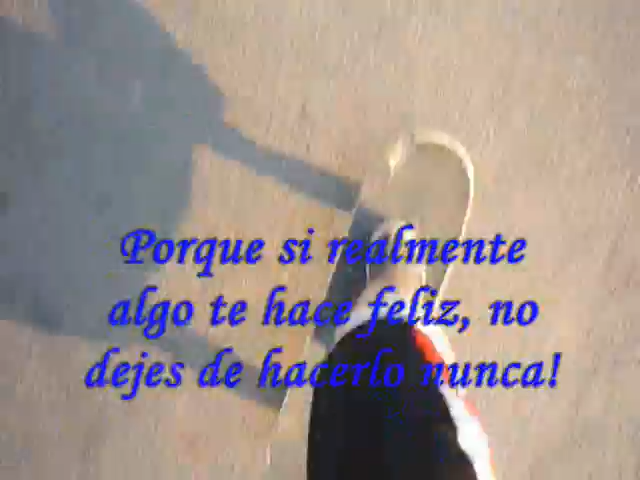 Porque si realmente
algo te hace feliz, no
dejes de hacerlo nunca!